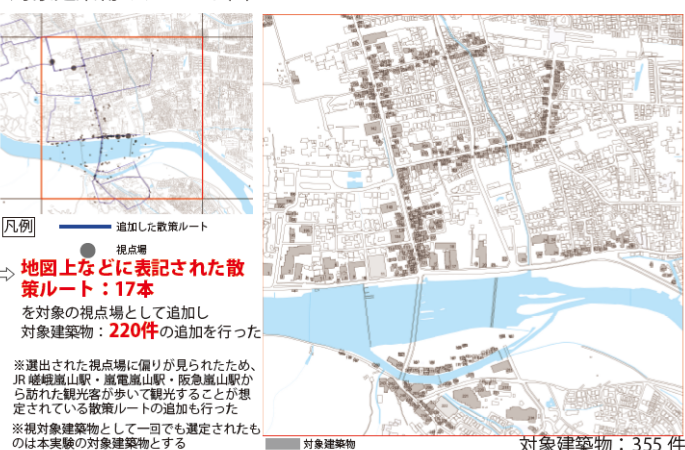 凡例
追加した散策ルート
視点場
⇨ 地図上などに表記された散
策ルート：17本
を対象の視点場として追加し
対象建築物：220件の追加を行った
※選出された視点場に偏りが見られたため、
JR 嵯峨嵐山駅・嵐電嵐山駅・阪急嵐山駅か
ら訪れた観光客が歩いて観光することが想
定されている散策ルートの追加も行った
※視対象建築物として一回でも選定されたも
のは本実験の対象建築物とする
対象建築物
対象建築物：355 件